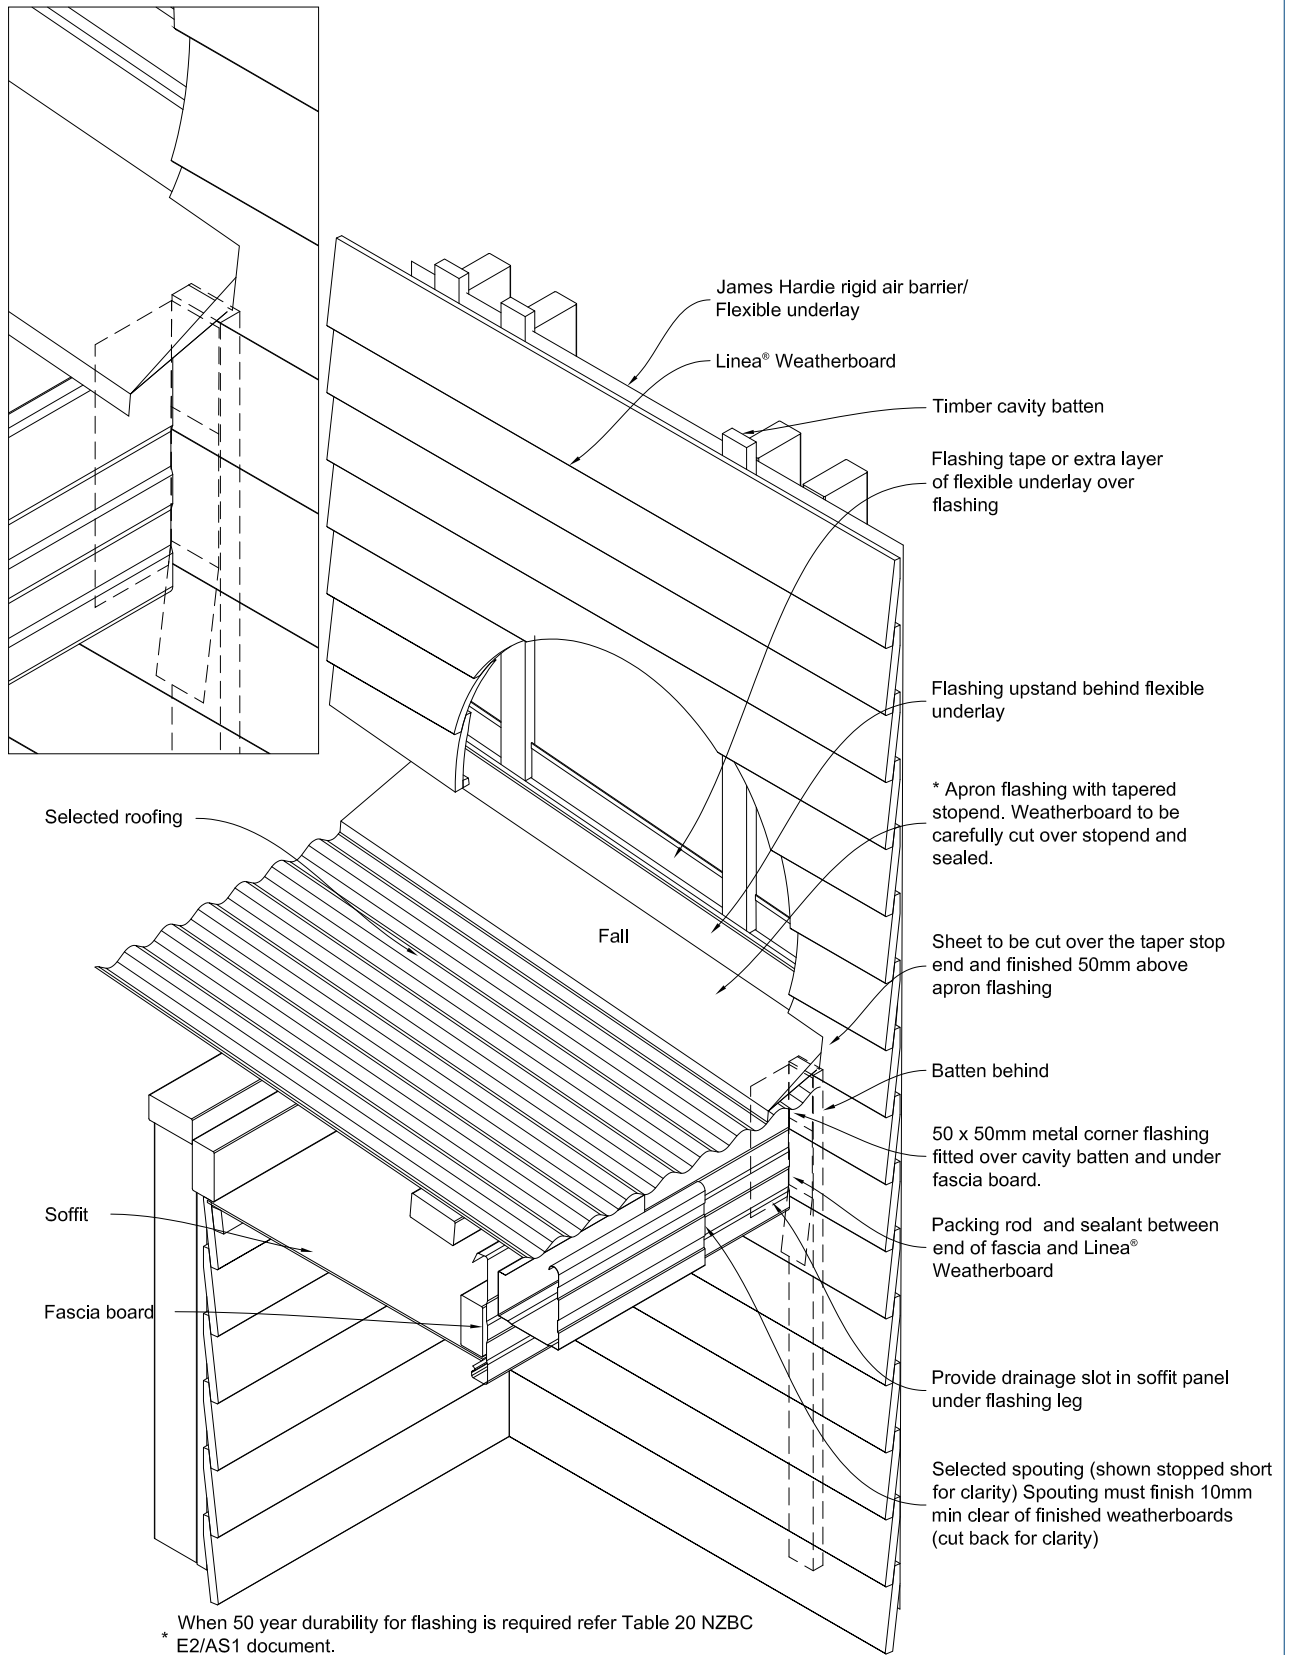 James Hardie rigid air barrier/
Flexible underlay
Linea® Weatherboard
Timber cavity batten
Flashing tape or extra layer
of flexible underlay over
flashing
Flashing upstand behind flexible
underlay
* Apron flashing with tapered
stopend. Weatherboard to be
carefully cut over stopend and
sealed.
Selected roofing
Fall
Sheet to be cut over the taper stop
end and finished 50mm above
apron flashing
Batten behind
50 x 50mm metal corner flashing
fitted over cavity batten and under
fascia board.
Soffit
Packing rod and sealant between
end of fascia and Linea®
Weatherboard
Fascia board
Provide drainage slot in soffit panel
under flashing leg
Selected spouting (shown stopped short
for clarity) Spouting must finish 10mm
min clear of finished weatherboards
(cut back for clarity)
When 50 year durability for flashing is required refer Table 20 NZBC
* E2/AS1 document.